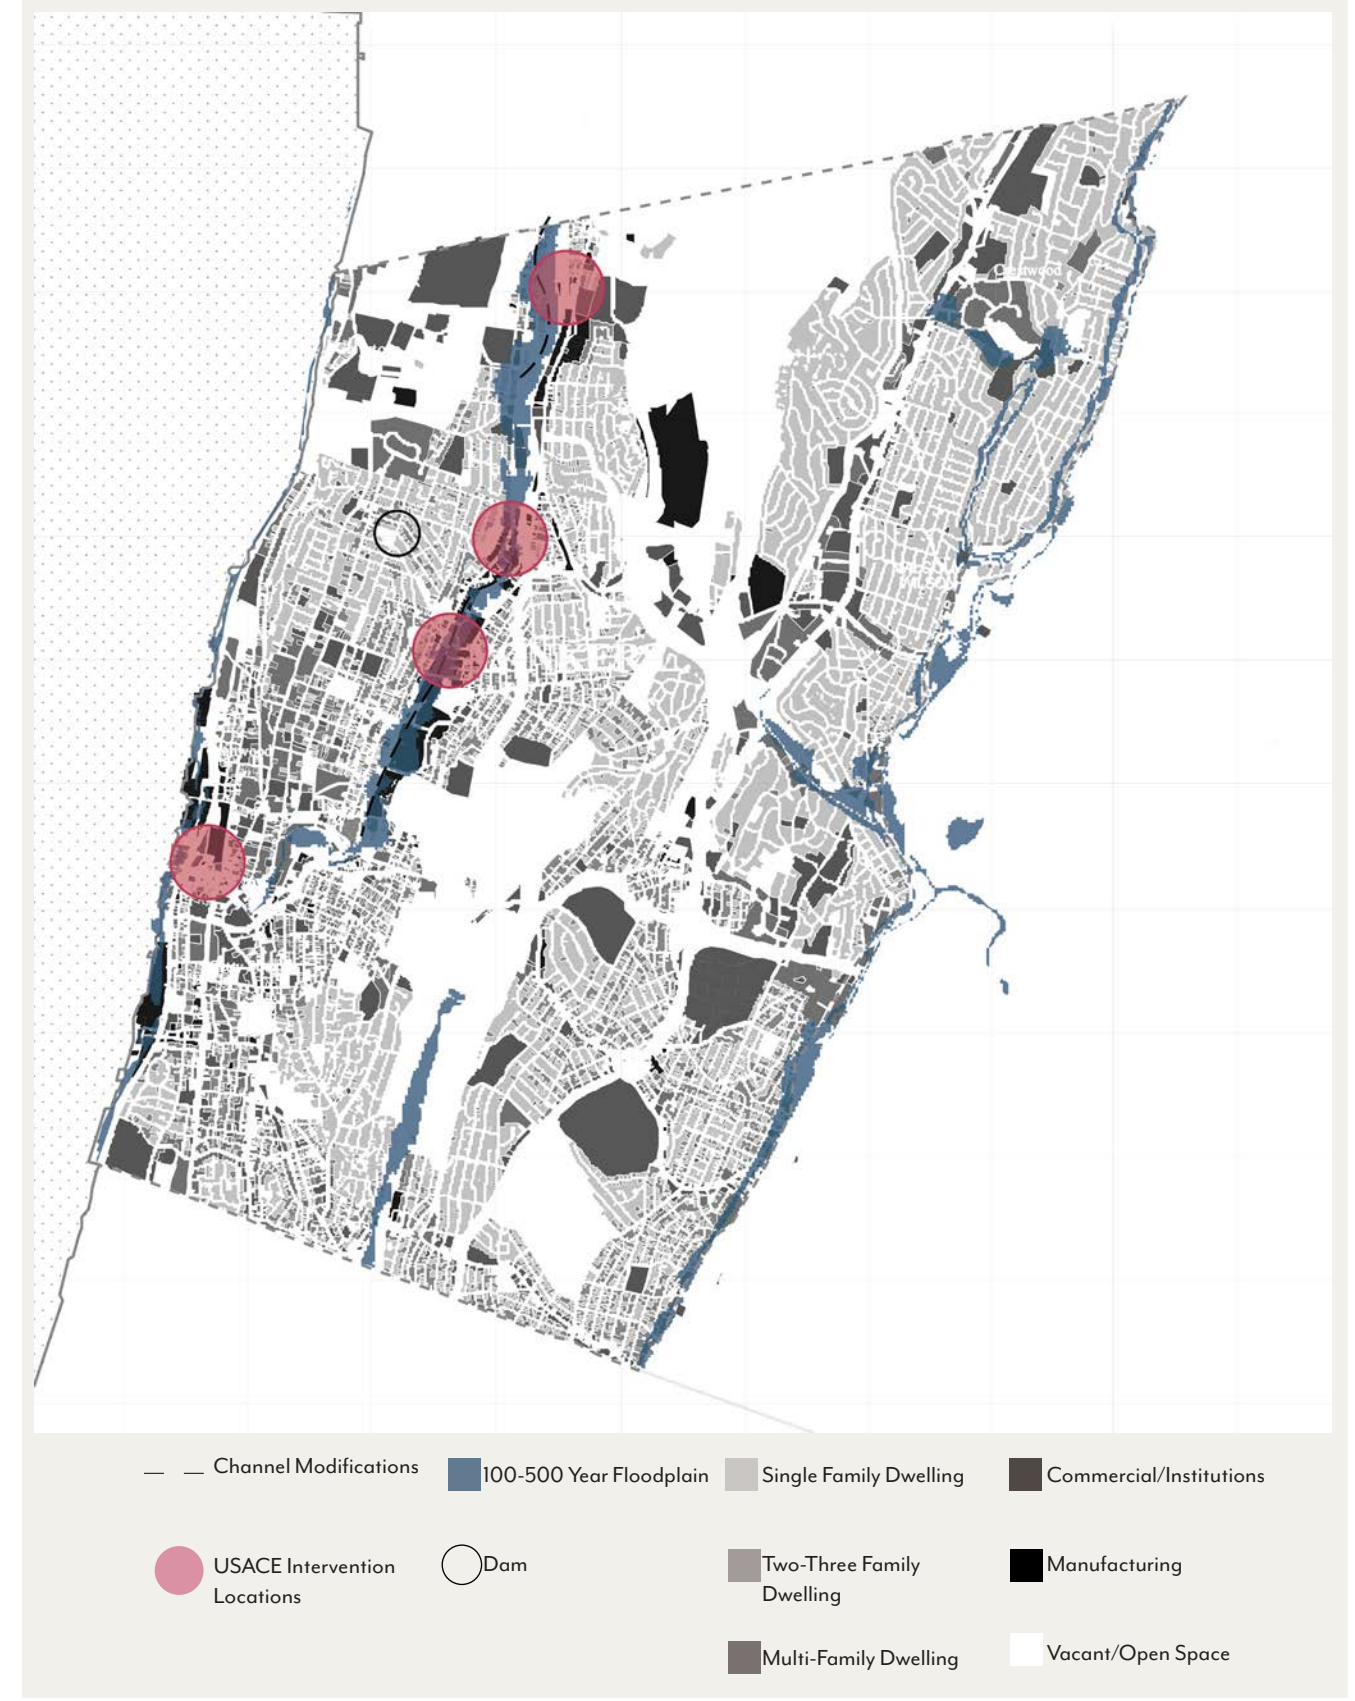 Crestwood
Channel Modifications
100-500 Year Floodplain
Single Family Dwelling
Commercial/Institutions
USACE Intervention
Locations
Dam
Two-Three Family
Dwelling
Manufacturing
Multi-Family Dwelling
Vacant/Open Space